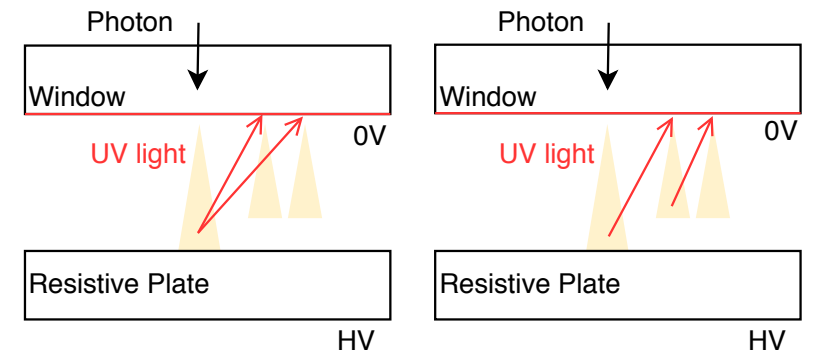 Photon
Window
0V
UV light
Resistive Plate
HV
Photon
Window
0V
UV light
Resistive Plate
HV